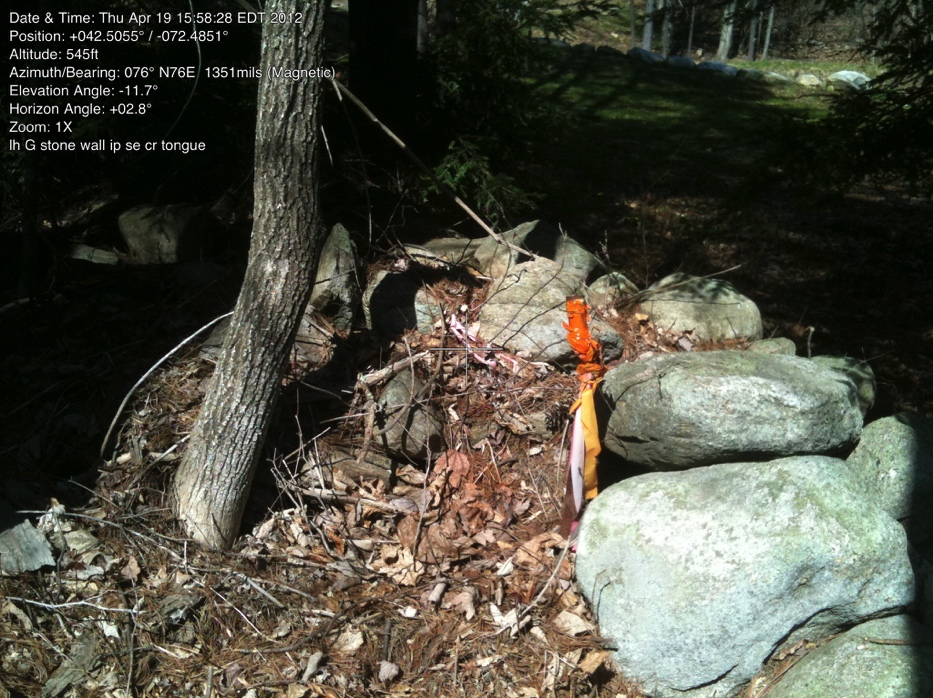 Date & Time: Thu Apr 19 15:58:28 EDT 2012
Position: +042.5055° / -072.4851°
Altitude: 545ft
Azimuth/Bearing: 076° N76E 1351mils (Magnetic)
Elevation Angle: -11.7°
Horizon Angle: +02.8°
Zoom: 1X
lh G stone wall ip se cr tongue